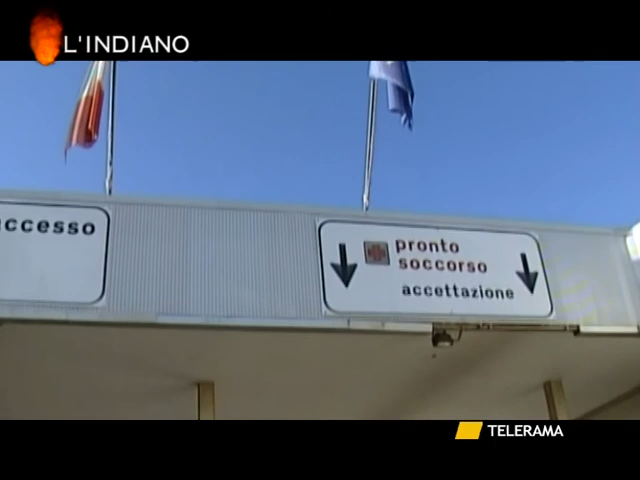 L'INDIANO
ccesso
pronto
soccorso
accettazione
TELERAMA